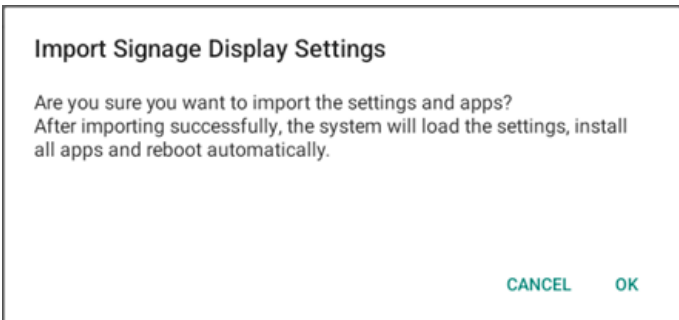 Import Signage Display Settings
Are you sure you want to import the settings and apps?
After importing successfully, the system will load the settings, install
all apps and reboot automatically.
CANCEL OK